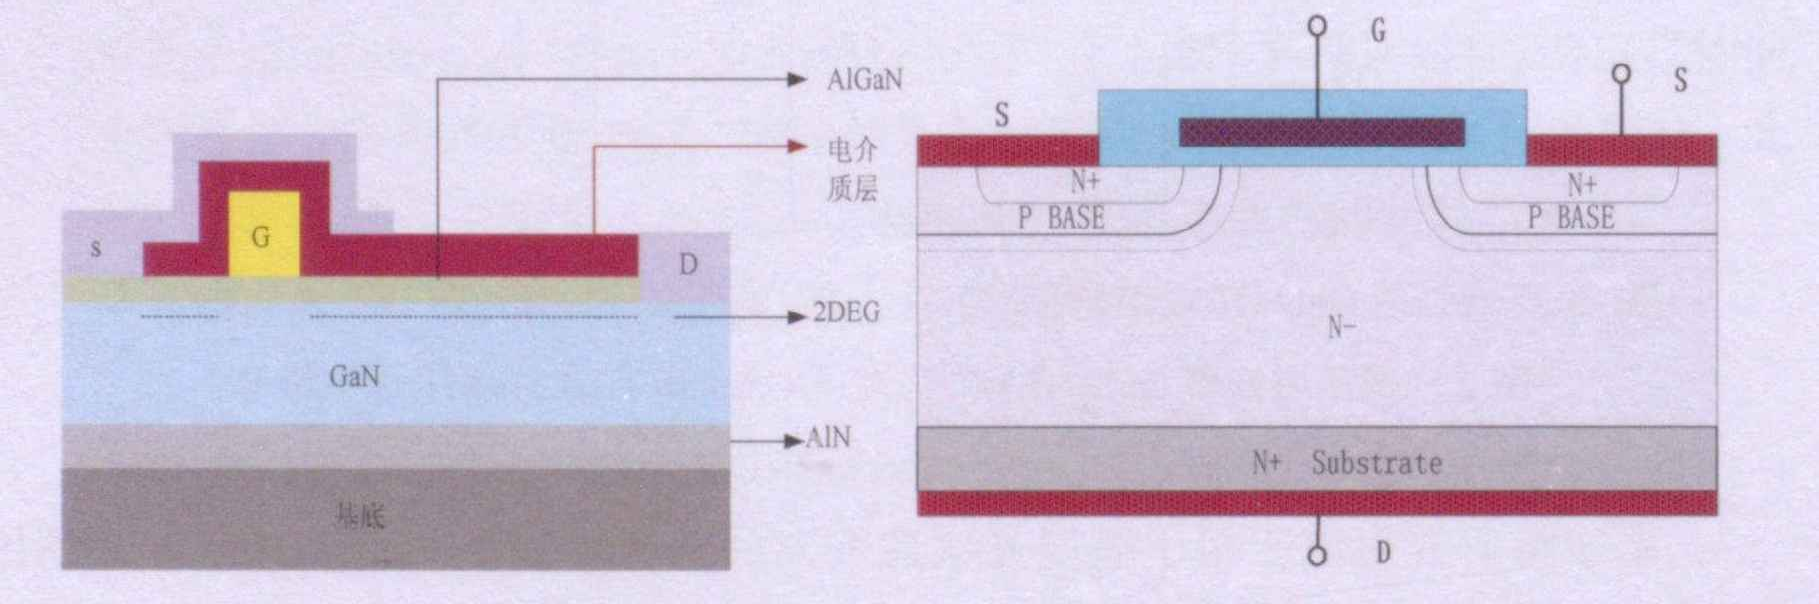 AlGaN
电介
质层
s
G
D
2DEG
GaN
AlN
基底
G
S
S
N+
N+
P BASE
P BASE
N-
N+ Substrate
D